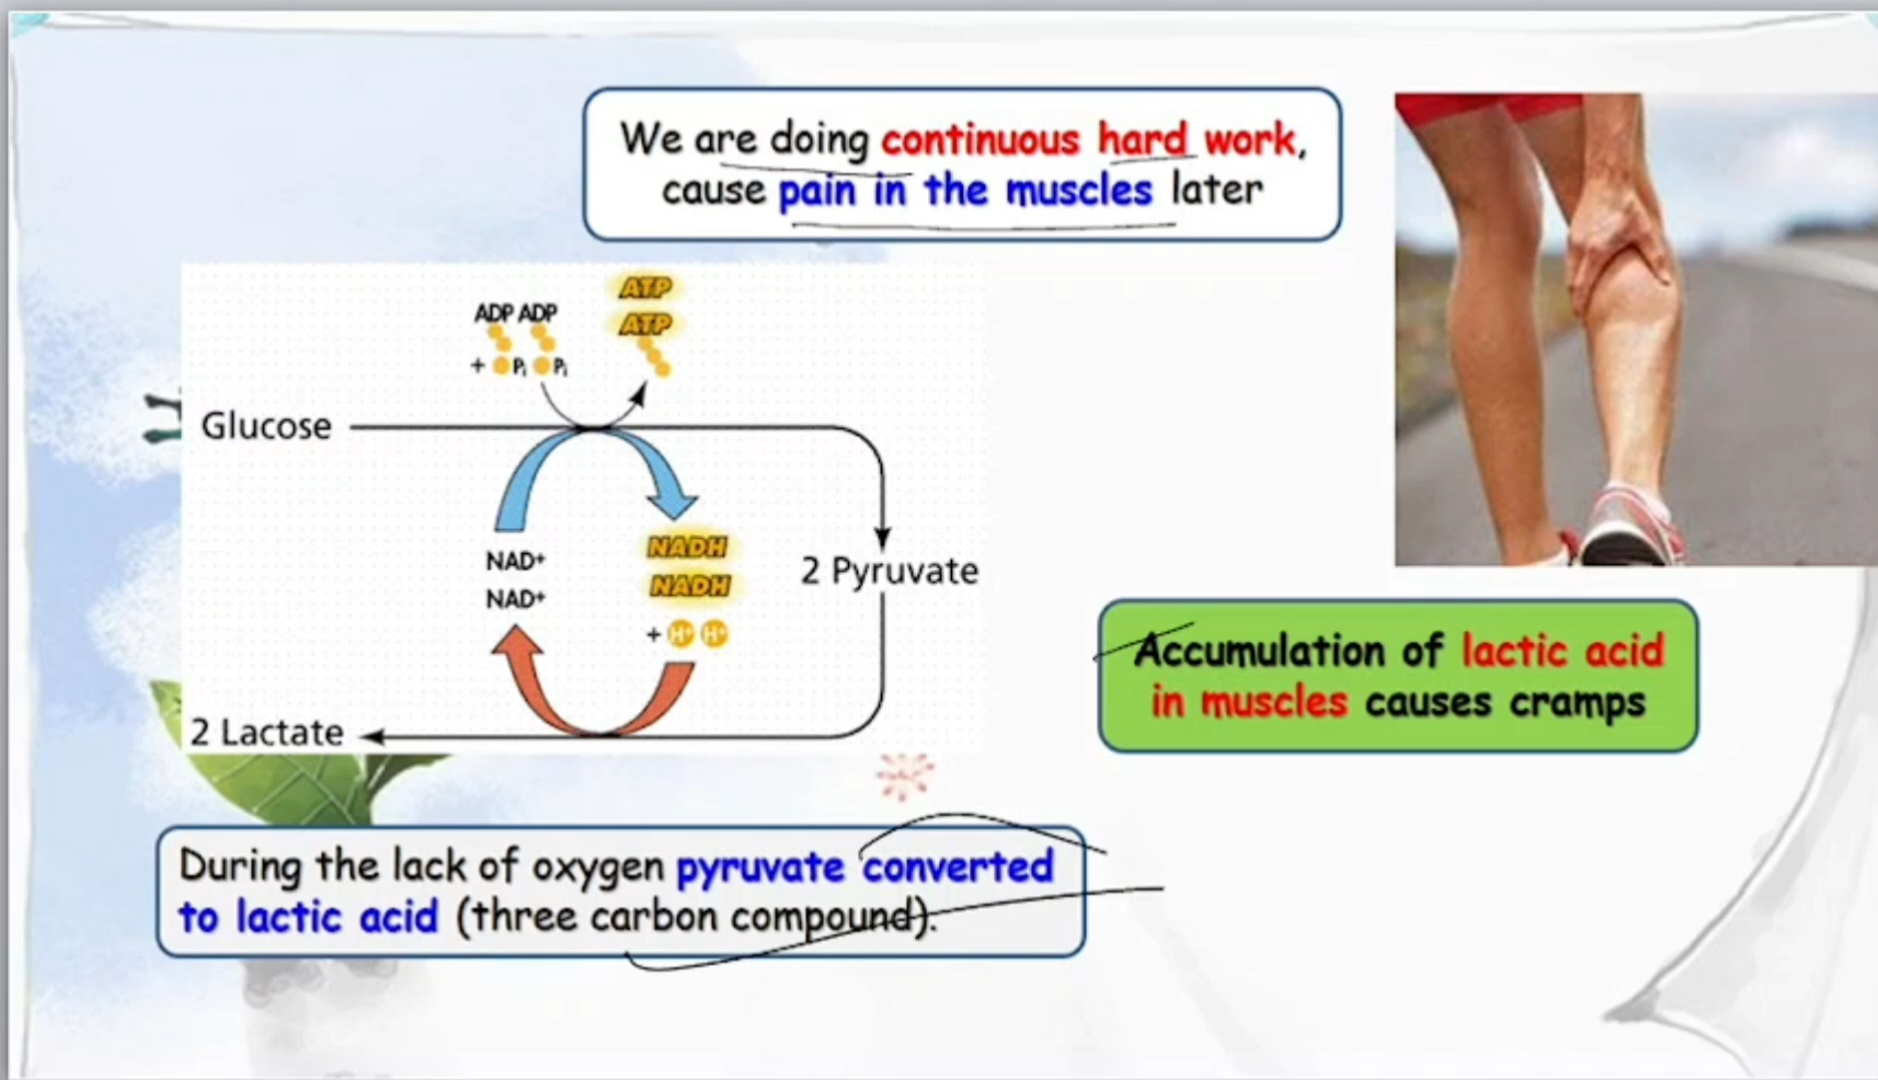 We are doing continuous hard work,
cause pain in the muscles later
ATP
ADP ADP
ATP
+ Pi Pi
Glucose
NAD+
NADH
NAD+
NADH
2 Pyruvate
+ H+ H+
2 Lactate
Accumulation of lactic acid
in muscles causes cramps
During the lack of oxygen pyruvate converted
to lactic acid (three carbon compound).